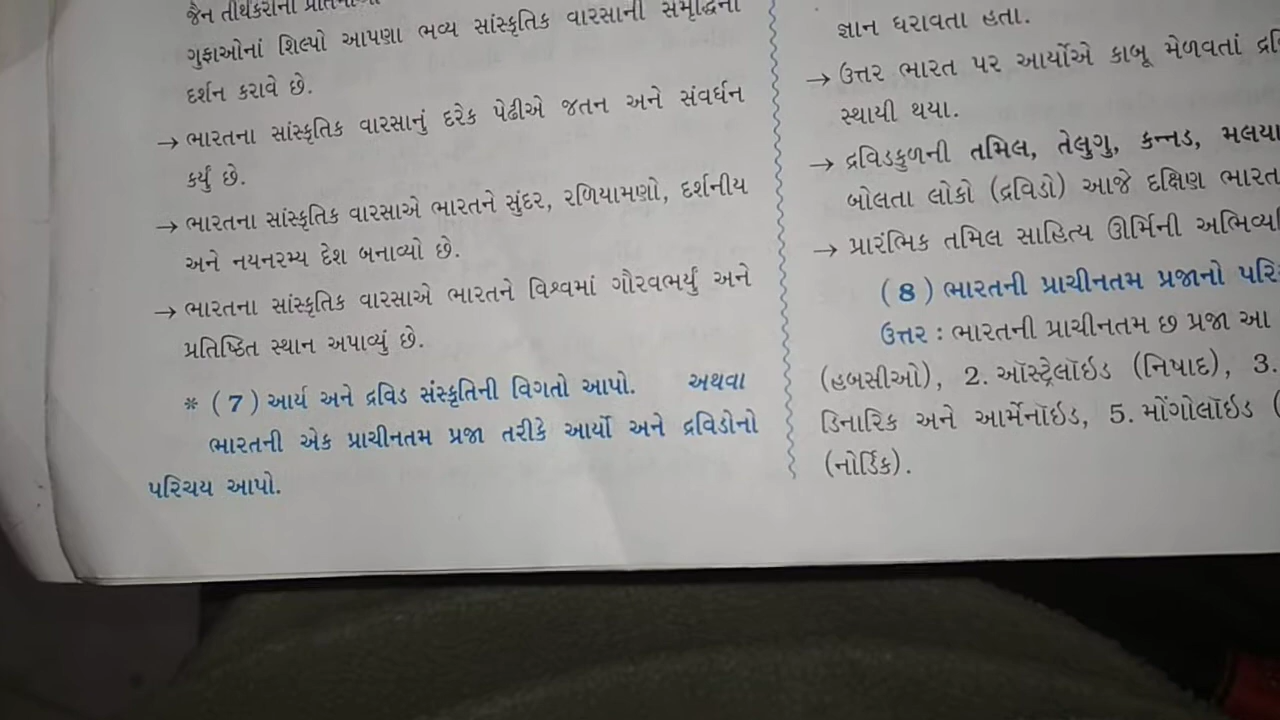 જૈન તીર્થંકરોની
ગુફાઓનાં શિલ્પો આપણા ભવ્ય સાંસ્કૃતિક વારસાની સમૃદ્ધિનાં
દર્શન કરાવે છે.
→ ભારતના સાંસ્કૃતિક વારસાનું દરેક પેઢીએ જતન અને સંવર્ધન
કર્યું છે.
→ ભારતના સાંસ્કૃતિક વારસાએ ભારતને સુંદર, રળિયામણો, દર્શનીય
અને નયનરમ્ય દેશ બનાવ્યો છે.
→ ભારતના સાંસ્કૃતિક વારસાએ ભારતને વિશ્વમાં ગૌરવભર્યું અને
પ્રતિષ્ઠિત સ્થાન અપાવ્યું છે.
* (7) આર્ય અને દ્રવિડ સંસ્કૃતિની વિગતો આપો. અથવા
ભારતની એક પ્રાચીનતમ પ્રજા તરીકે આર્યો અને દ્રવિડોનો
પરિચય આપો.
જ્ઞાન ધરાવતા હતા.
→ ઉત્તર ભારત પર આર્યોએ કાબૂ મેળવતાં
સ્થાયી થયા.
→ દ્રવિડકુળની તમિલ, તેલુગુ, કન્નડ,
બોલતા લોકો (દ્રવિડો) આજે દક્ષિણ ભારત
→ પ્રારંભિક તમિલ સાહિત્ય ઊર્મિની
(8) ભારતની પ્રાચીનતમ પ્રજાનો
ઉત્તર : ભારતની પ્રાચીનતમ છ પ્રજા આ
(હબસીઓ), 2. ઑસ્ટ્રેલૉઇડ (નિષાદ), 3.
ડિનારિક અને આર્મેનૉઇડ, 5. મોંગોલૉઇડ (
(નોર્ડિક).